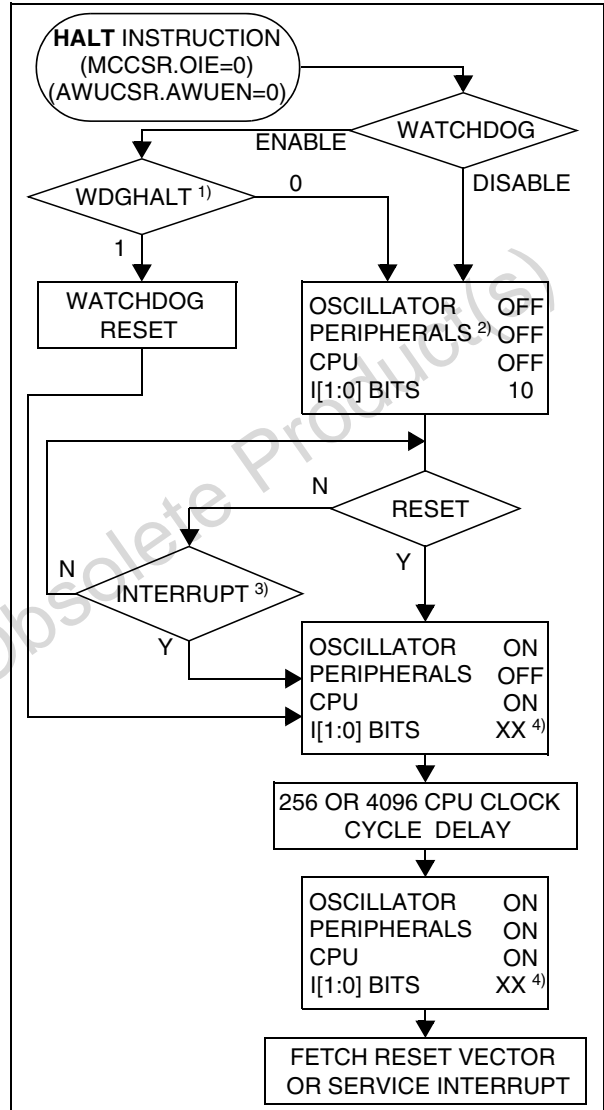 HALT INSTRUCTION
(MCCSR.OIE=0)
(AWUCSR.AWUEN=0)
WATCHDOG
ENABLE
DISABLE
WDGHALT 1)
0
1
WATCHDOG
RESET
OSCILLATOR OFF
PERIPHERALS 2) OFF
CPU OFF
I[1:0] BITS 10
N
RESET
Y
N
INTERRUPT 3)
Y
OSCILLATOR ON
PERIPHERALS OFF
CPU ON
I[1:0] BITS XX 4)
256 OR 4096 CPU CLOCK
CYCLE DELAY
OSCILLATOR ON
PERIPHERALS ON
CPU ON
I[1:0] BITS XX 4)
FETCH RESET VECTOR
OR SERVICE INTERRUPT
Obsolete Product(s)